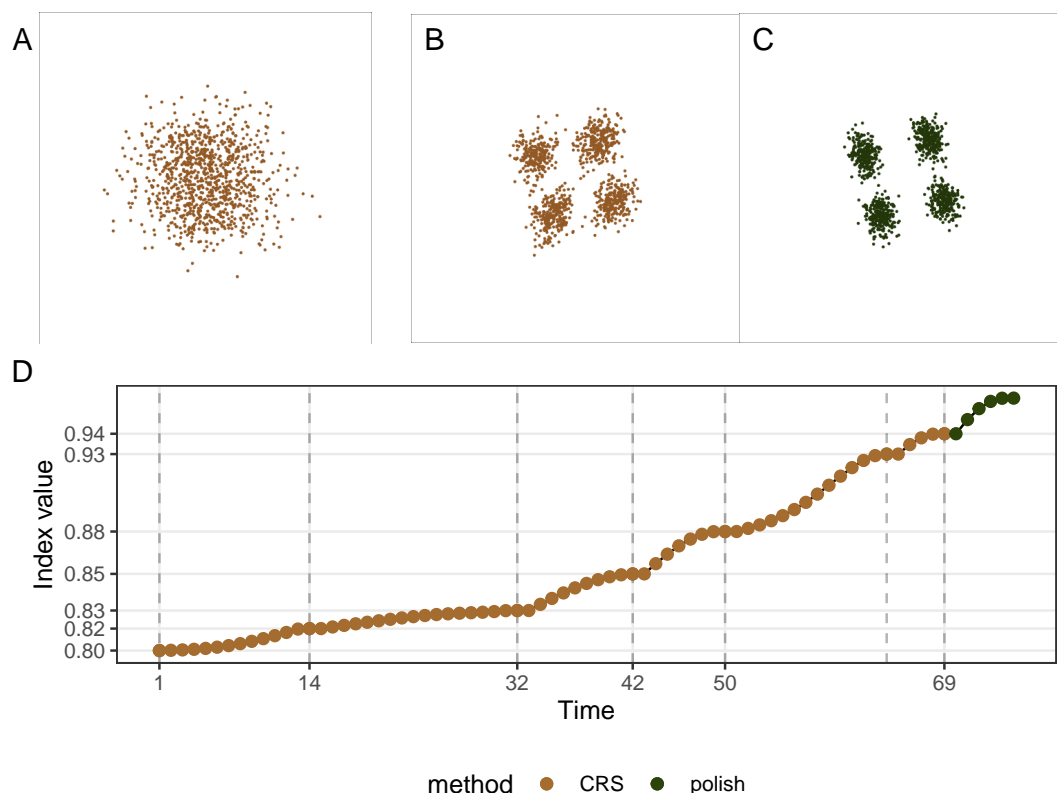 A
B
C
D
Index value
0.94
0.93
0.88
0.85
0.83
0.82
0.80
1 14 32 42 50 69
Time
method CRS polish